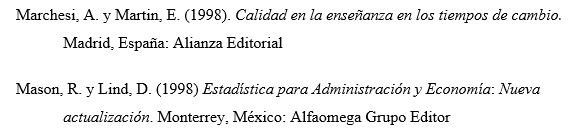 Marchesi, A. y Martin, E. (1998). Calidad en la enseñanza en los tiempos de cambio.
Madrid, España: Alianza Editorial
Mason, R. y Lind, D. (1998) Estadística para Administración y Economía: Nueva
actualización. Monterrey, México: Alfaomega Grupo Editor